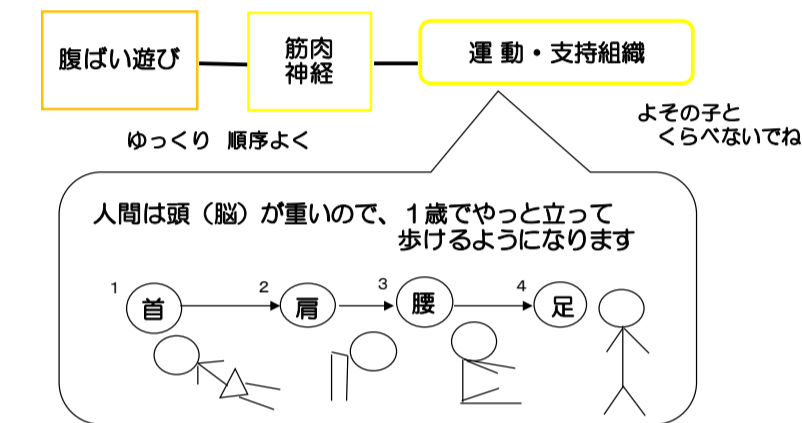 腹ばい遊び
筋肉
神経
運 動・支持組織
ゆっくり 順序よく
よその子と
くらべないでね
人間は頭（脳）が重いので、１歳でやっと立って
歩けるようになります
1 首
2 肩
3 腰
4 足